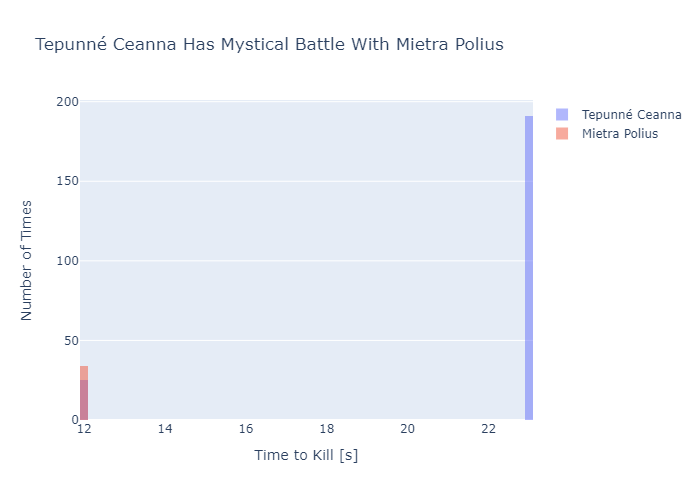 Tepunné Ceanna Has Mystical Battle With Mietra Polius
Tepunné Ceanna
Mietra Polius
Number of Times
200
150
100
50
0
12 14 16 18 20 22
Time to Kill [s]